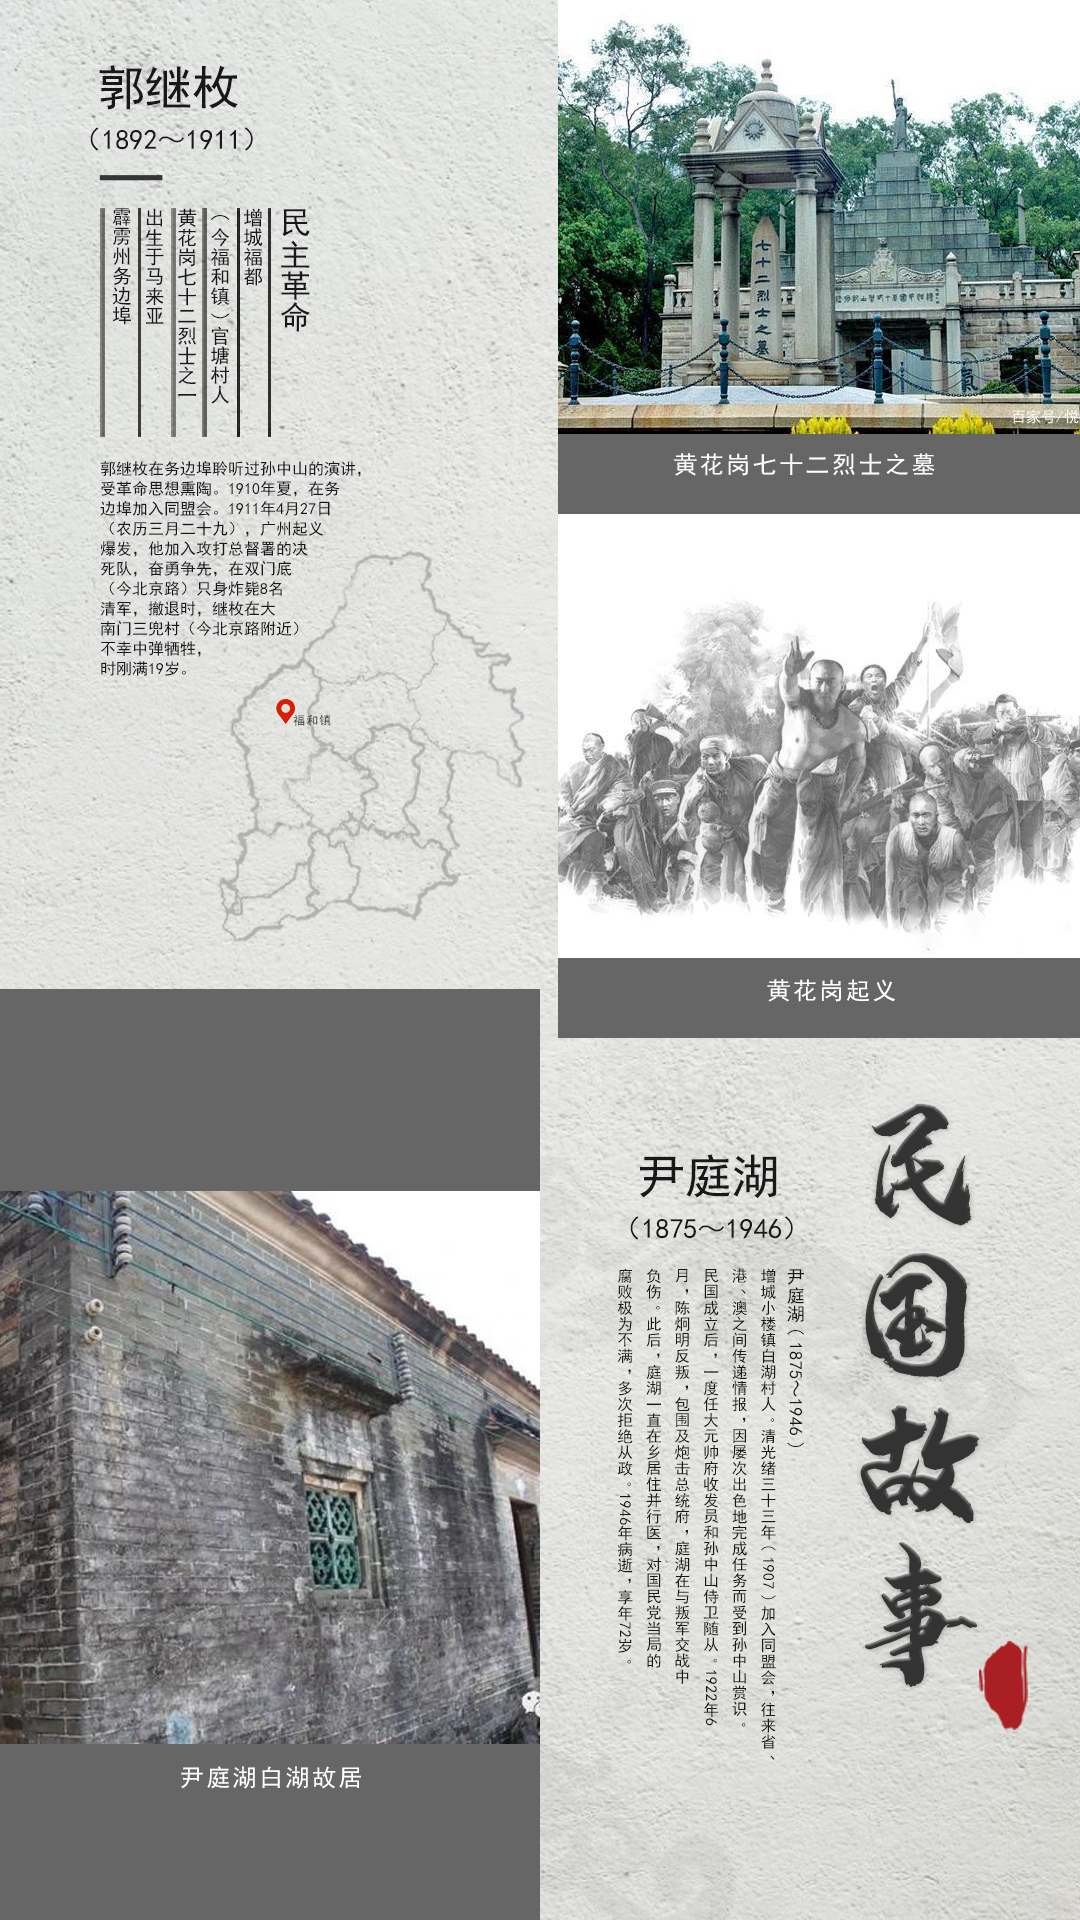 郭继枚
（1892～1911）
民主革命
增城福都
（今福和镇）官塘村人
黄花岗七十二烈士之一
出生于马来亚
霹雳州务边埠
郭继枚在务边埠聆听过孙中山的演讲，
受革命思想熏陶。1910年夏，在务
边埠加入同盟会。1911年4月27日
（农历三月二十九），广州起义
爆发，他加入攻打总督署的决
死队，奋勇争先，在双门底
（今北京路）只身炸毙8名
清军，撤退时，继枚在大
南门三兜村（今北京路附近）
不幸中弹牺牲，
时刚满19岁。
福和镇
七十二烈士之墓
百家号/悦
黄花岗七十二烈士之墓
黄花岗起义
民国故事
尹庭湖
（1875～1946）
尹庭湖（1875～1946）
增城小楼镇白湖村人。清光绪三十三年（1907）加入同盟会，往来省、
港、澳之间传递情报，因屡次出色地完成任务而受到孙中山赏识。
民国成立后，一度任大元帅府收发员和孙中山侍卫随从。1922年6
月，陈炯明反叛，包围及炮击总统府，庭湖在与叛军交战中
负伤。此后，庭湖一直在乡居住并行医，对国民党当局的
腐败极为不满，多次拒绝从政。1946年病逝，享年72岁。
尹庭湖白湖故居